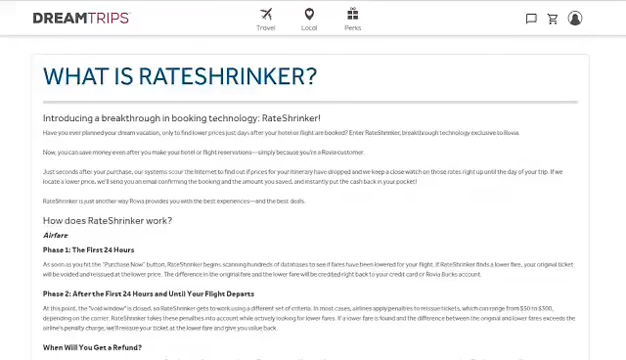 DREAMTRIPS
Travel
Local
Perks
WHAT IS RATESHRINKER?
Introducing a breakthrough in booking technology: RateShrinker!
Have you ever planned your dream vacation, only to find lower prices just days after your hotel or flight are booked? Enter RateShrinker, breakthrough technology exclusive to Rovia.
Now, you can save money even after you make your hotel or flight reservations—simply because you're a Rovia customer.
Just seconds after your purchase, our systems scour the Internet to find out if prices for your itinerary have dropped and we keep a close watch on those rates right up until the day of your trip. If we
locate a lower price, we'll send you an email confirming the booking and the amount you saved, and instantly put the cash back in your pocket!
RateShrinker is just another way Rovia provides you with the best experiences—and the best deals.
How does RateShrinker work?
Airfare
Phase 1: The First 24 Hours
As soon as you hit the "Purchase Now" button, RateShrinker begins scanning hundreds of databases to see if fares have been lowered for your flight. If RateShrinker finds a lower fare, your original ticket
will be voided and reissued at the lower price. The difference in the original fare and the lower fare will be credited right back to your credit card or Rovia Bucks account.
Phase 2: After the First 24 Hours and Until Your Flight Departs
At this point, the "void window" is closed, so RateShrinker gets to work using a different set of criteria. In most cases, airlines apply penalties to reissue tickets, which can range from $50 to $300,
depending on the carrier. RateShrinker takes these penalties into account while actively looking for lower fares. If a lower fare is found and the difference between the original and lower fares exceeds the
airline's penalty charge, we'll reissue your ticket at the lower fare and give you value back.
When Will You Get a Refund?